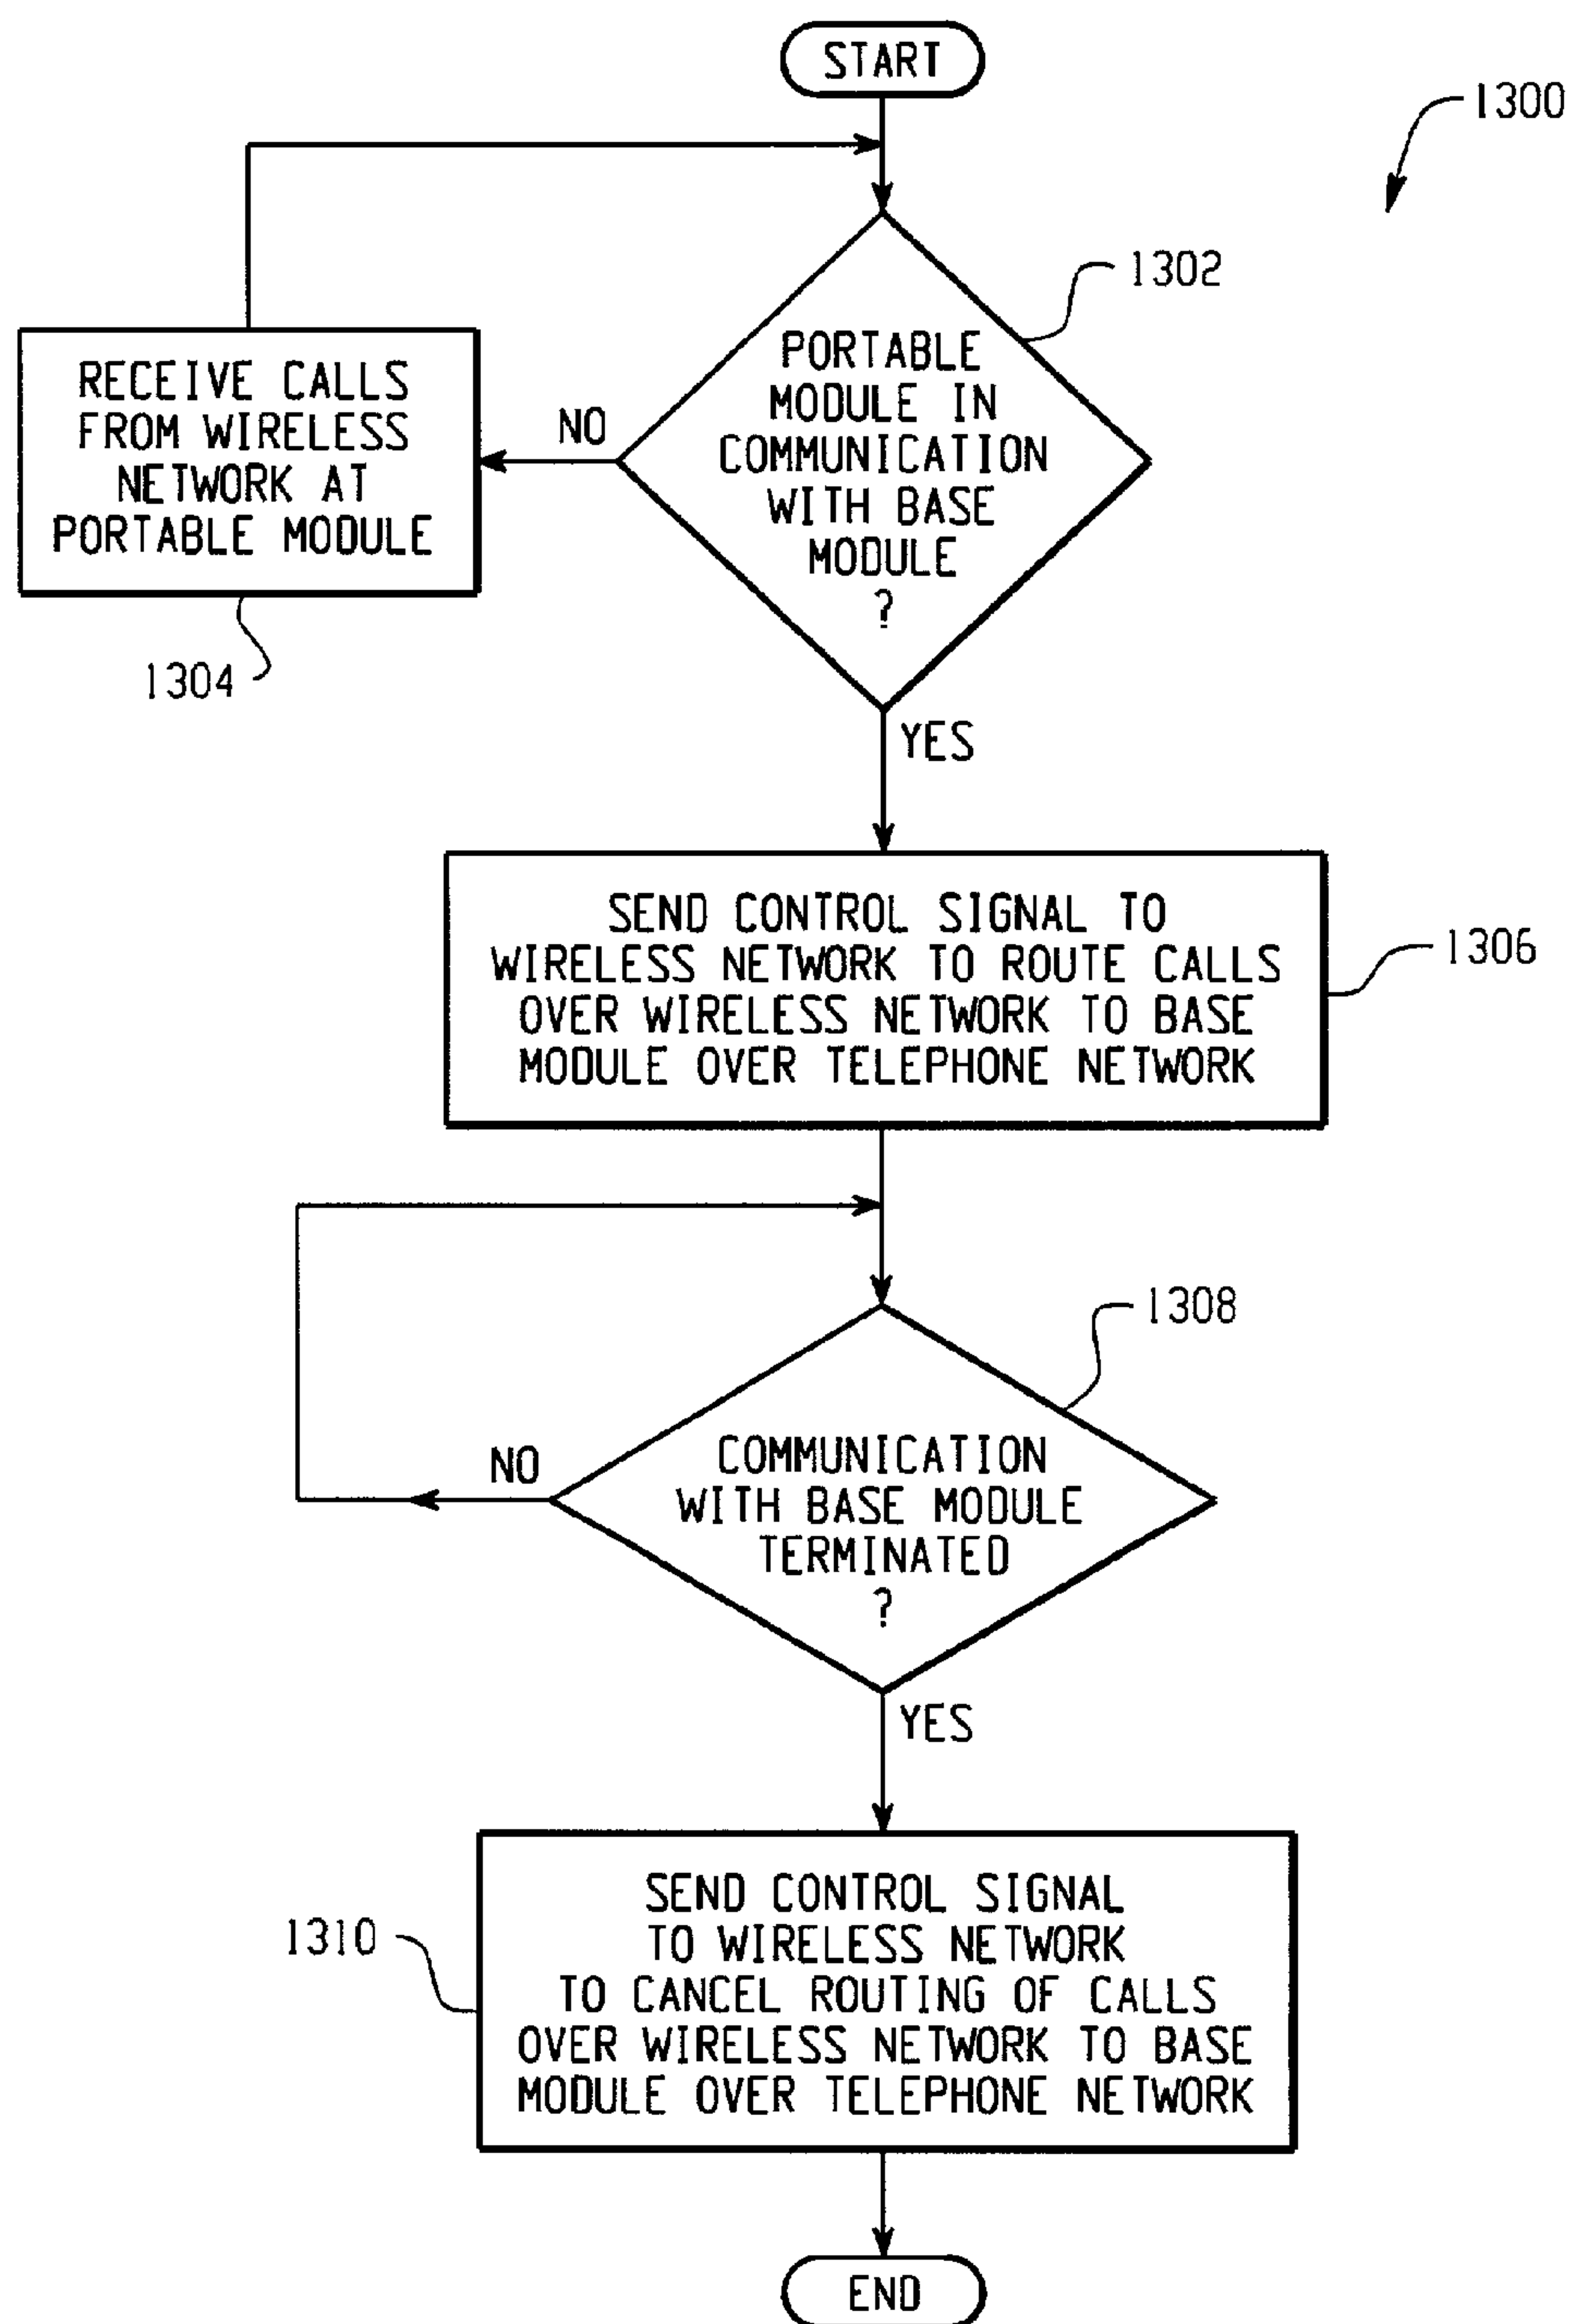 START
1300
1302
PORTABLE
MODULE IN
COMMUNICATION
WITH BASE
MODULE
?
NO
RECEIVE CALLS
FROM WIRELESS
NETWORK AT
PORTABLE MODULE
1304
YES
SEND CONTROL SIGNAL TO
WIRELESS NETWORK TO ROUTE CALLS
OVER WIRELESS NETWORK TO BASE
MODULE OVER TELEPHONE NETWORK
1306
1308
COMMUNICATION
WITH BASE MODULE
TERMINATED
?
NO
YES
SEND CONTROL SIGNAL
TO WIRELESS NETWORK
TO CANCEL ROUTING OF CALLS
OVER WIRELESS NETWORK TO BASE
MODULE OVER TELEPHONE NETWORK
1310
END